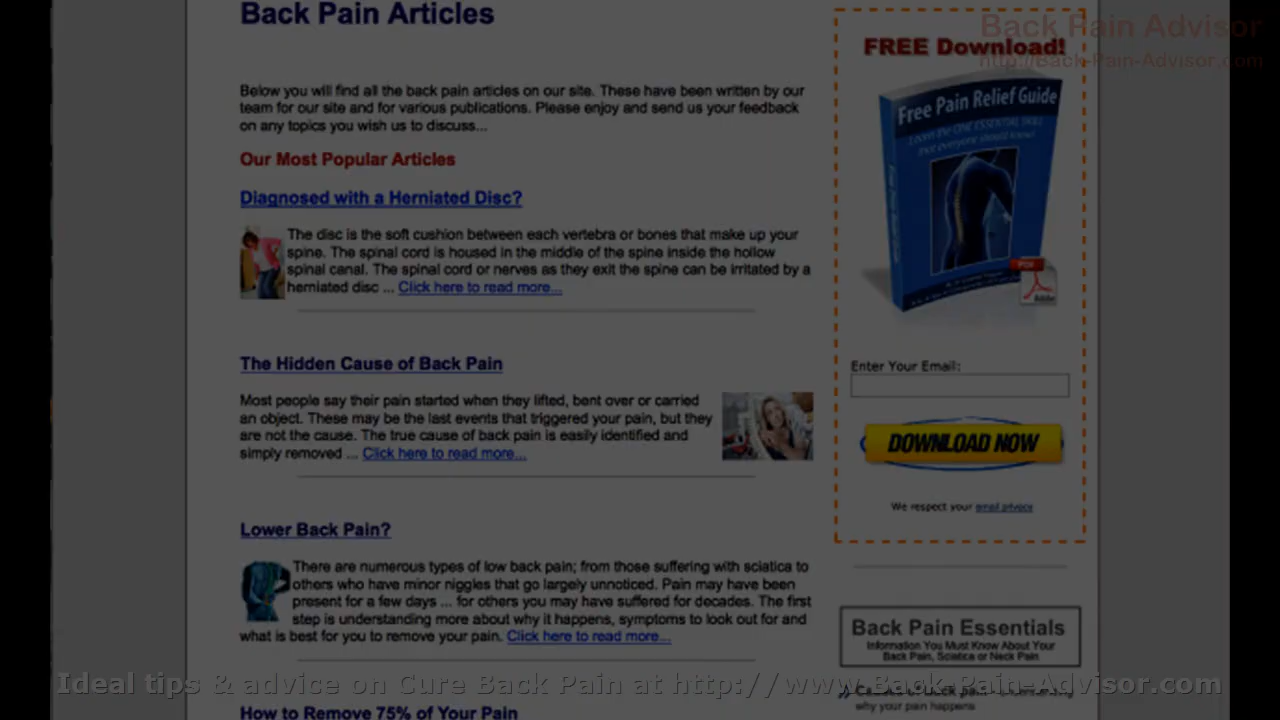 Back Pain Articles
Below you will find all the back pain articles on our site. These have been written by our
team for our site and for various publications. Please enjoy and send us your feedback
on any topics you wish us to discuss...
Our Most Popular Articles
Diagnosed with a Herniated Disc?
The disc is the soft cushion between each vertebra or bones that make up your
spine. The spinal cord is housed in the middle of the spine inside the hollow
spinal canal. The spinal cord or nerves as they exit the spine can be irritated by a
herniated disc ... Click here to read more...
The Hidden Cause of Back Pain
Most people say their pain started when they lifted, bent over or carried
an object. These may be the last events that triggered your pain, but they
are not the cause. The true cause of back pain is easily identified and
simply removed ... Click here to read more...
Lower Back Pain?
There are numerous types of low back pain; from those suffering with sciatica to
others who have minor niggles that go largely unnoticed. Pain may have been
present for a few days ... for others you may have suffered for decades. The first
step is understanding more about why it happens, symptoms to look out for and
what is best for you to remove your pain. Click here to read more...
How to Remove 75% of Your Pain
Back Pain Advisor
http://Back-Pain-Advisor.com
FREE Download!
Free Pain Relief Guide
Learn the ONE ESSENTIAL SKILL
that everyone should know!
PDF
Adobe
Enter Your Email:
DOWNLOAD NOW
We respect your email privacy
Back Pain Essentials
Information You Must Know About Your
Back Pain, Sciatica or Neck Pain
why your pain happens
Ideal tips & advice on Cure Back Pain at http://www.Back-Pain-Advisor.com